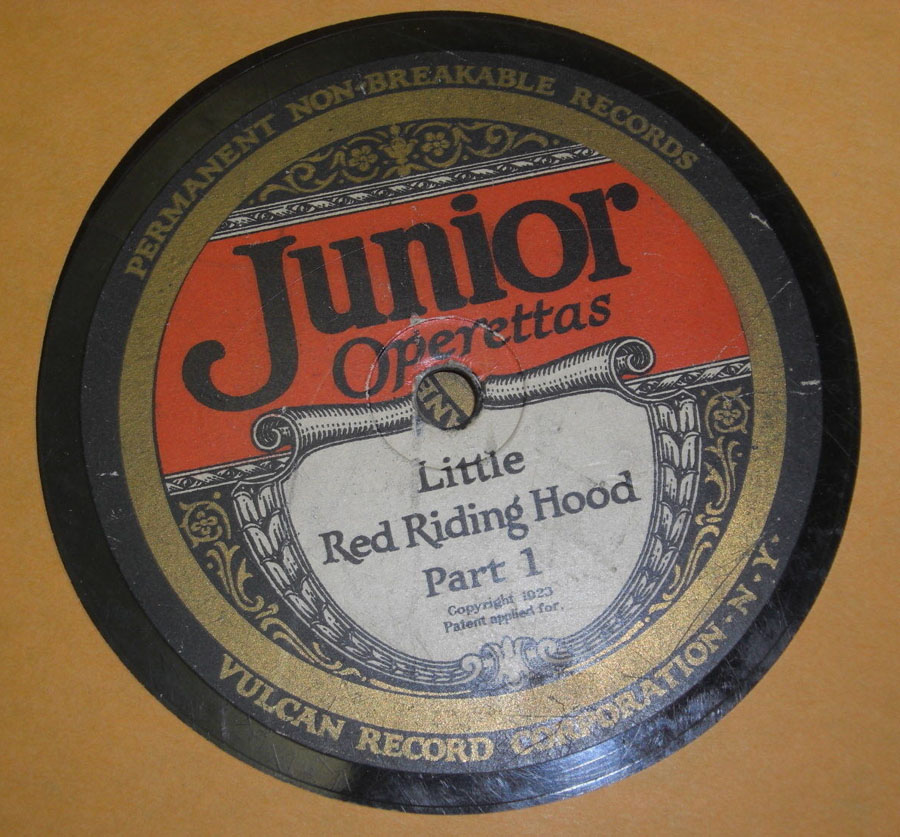 PERMANENT NON-BREAKABLE RECORDS
Junior
Operettas
Little
Red Riding Hood
Part 1
Copyright 1923
Patent applied for.
VULCAN RECORD CORPORATION·N·Y·